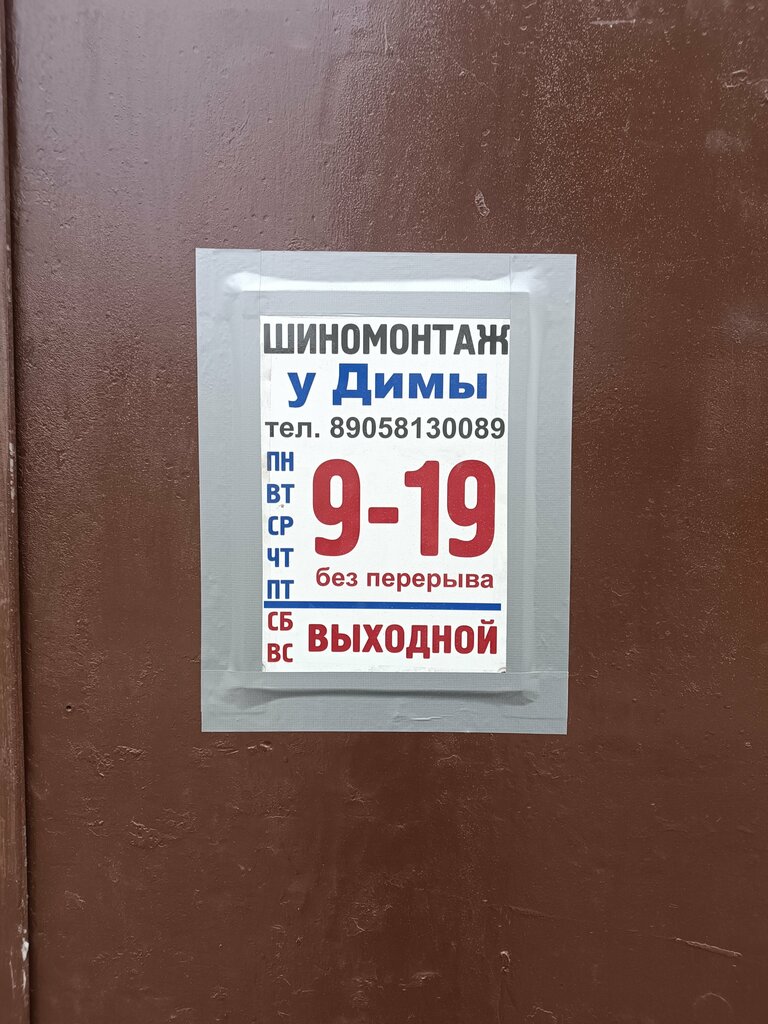 ШИНОМОНТАЖ
у Димы
тел. 89058130089
ПН
ВТ
СР
ЧТ
ПТ
9-19
без перерыва
СБ
ВС
ВЫХОДНОЙ